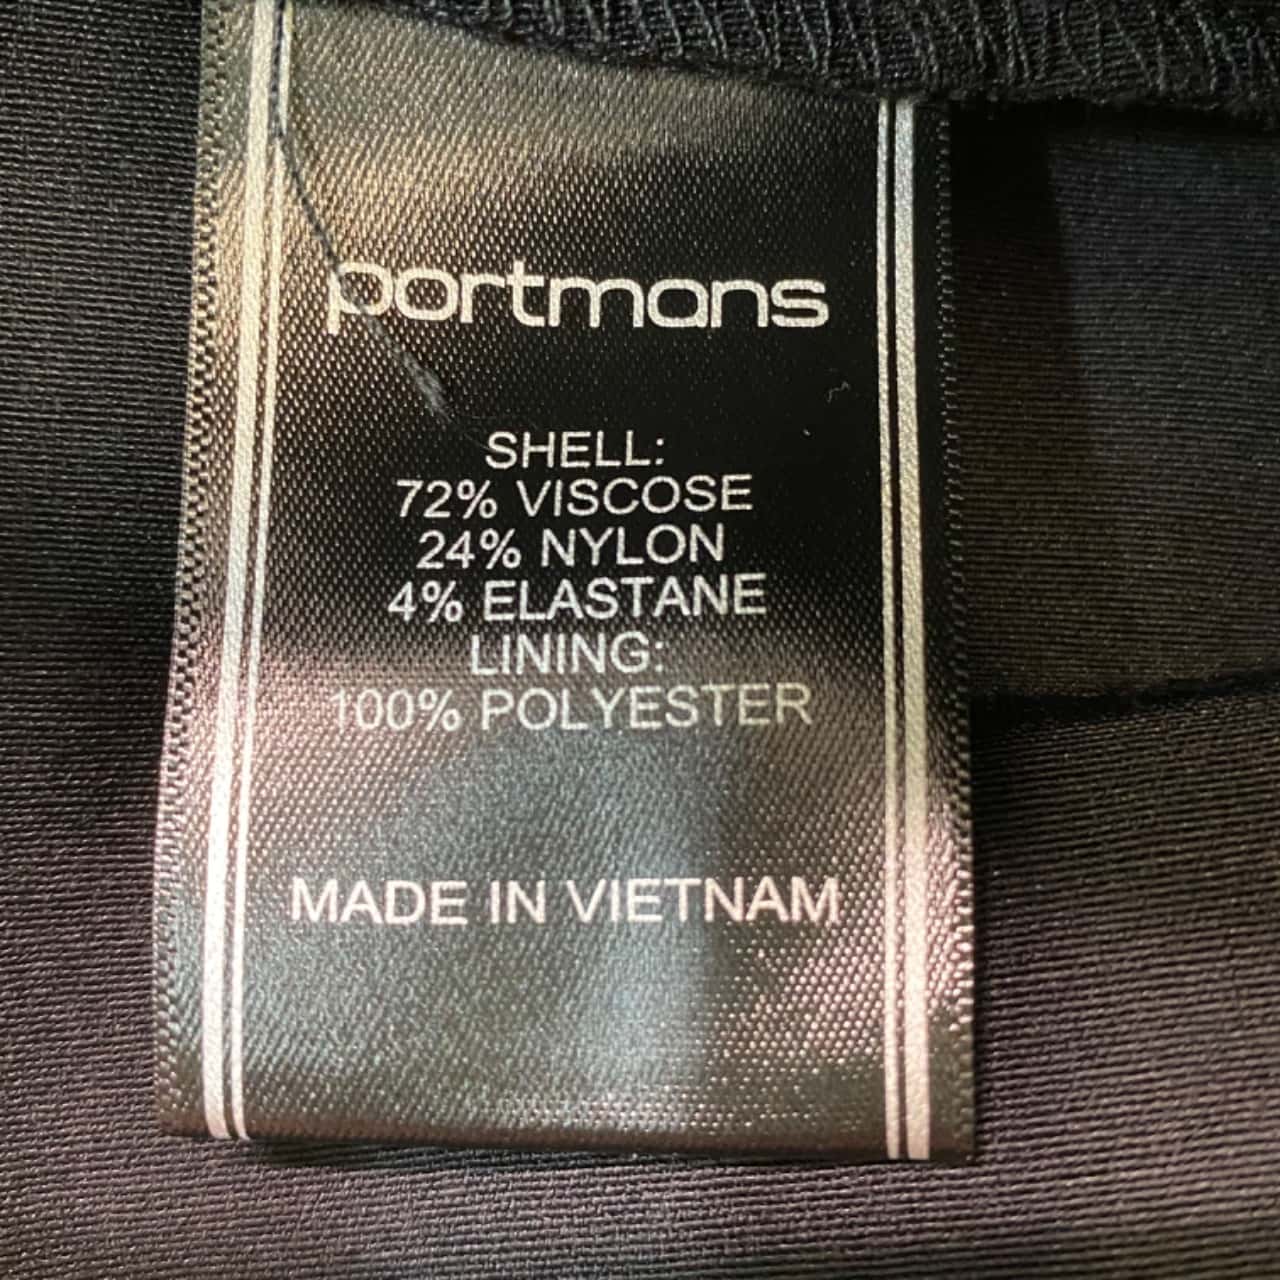 portmans
SHELL:
72% VISCOSE
24% NYLON
4% ELASTANE
LINING:
100% POLYESTER
MADE IN VIETNAM